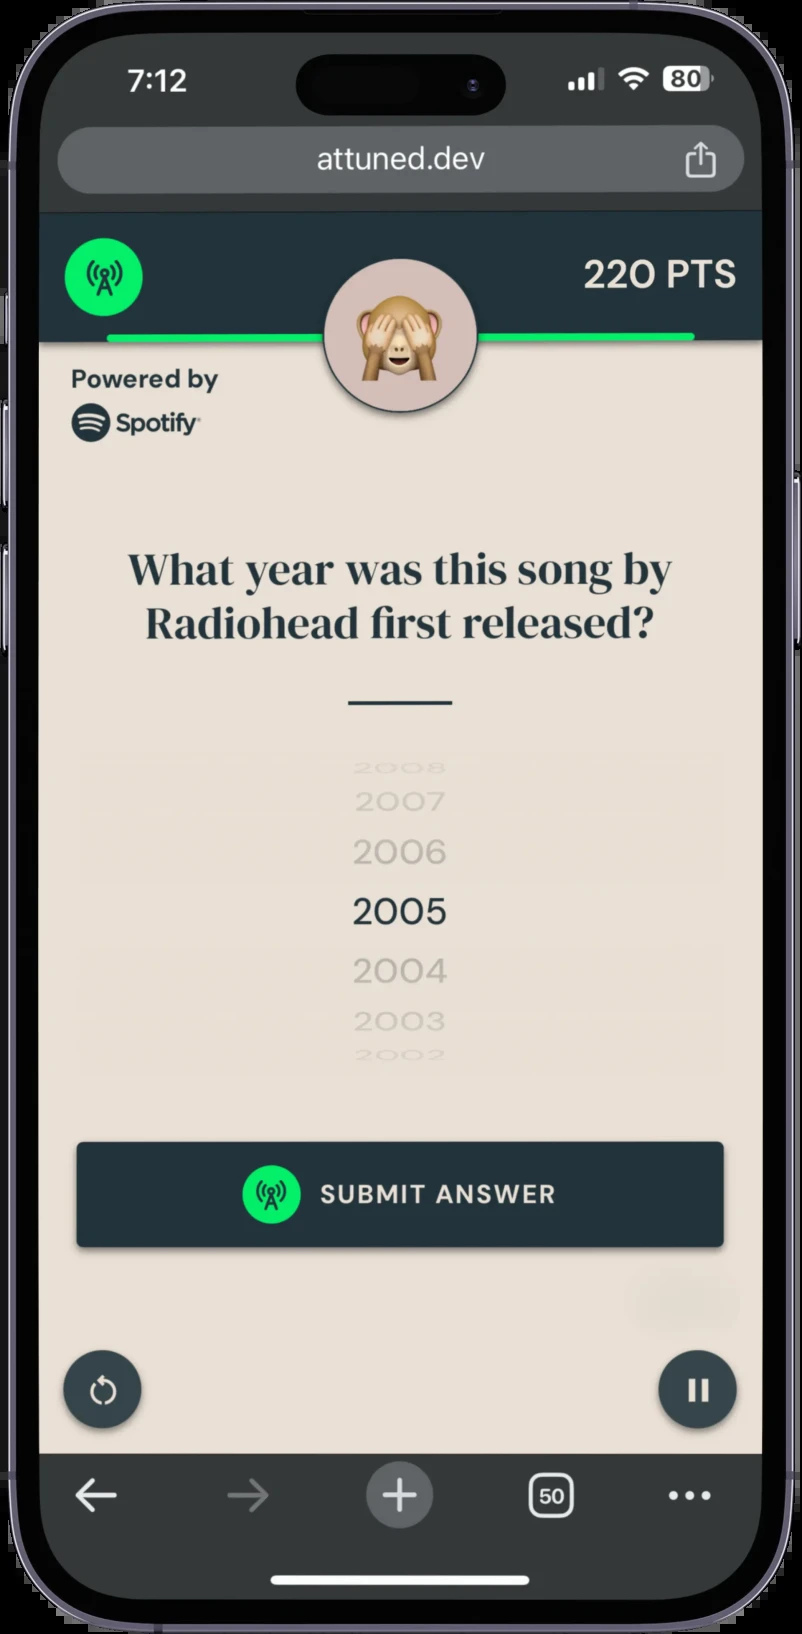 7:12
80
attuned.dev
220 PTS
Powered by
Spotify
What year was this song by
Radiohead first released?
2008
2007
2006
2005
2004
2003
2002
SUBMIT ANSWER
50